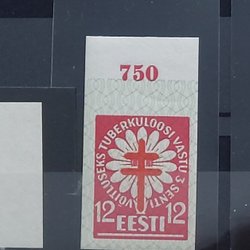 750
VÕITLUSEKS TUBERKULOOSI VASTU 3 SENTI
12 12
EESTI